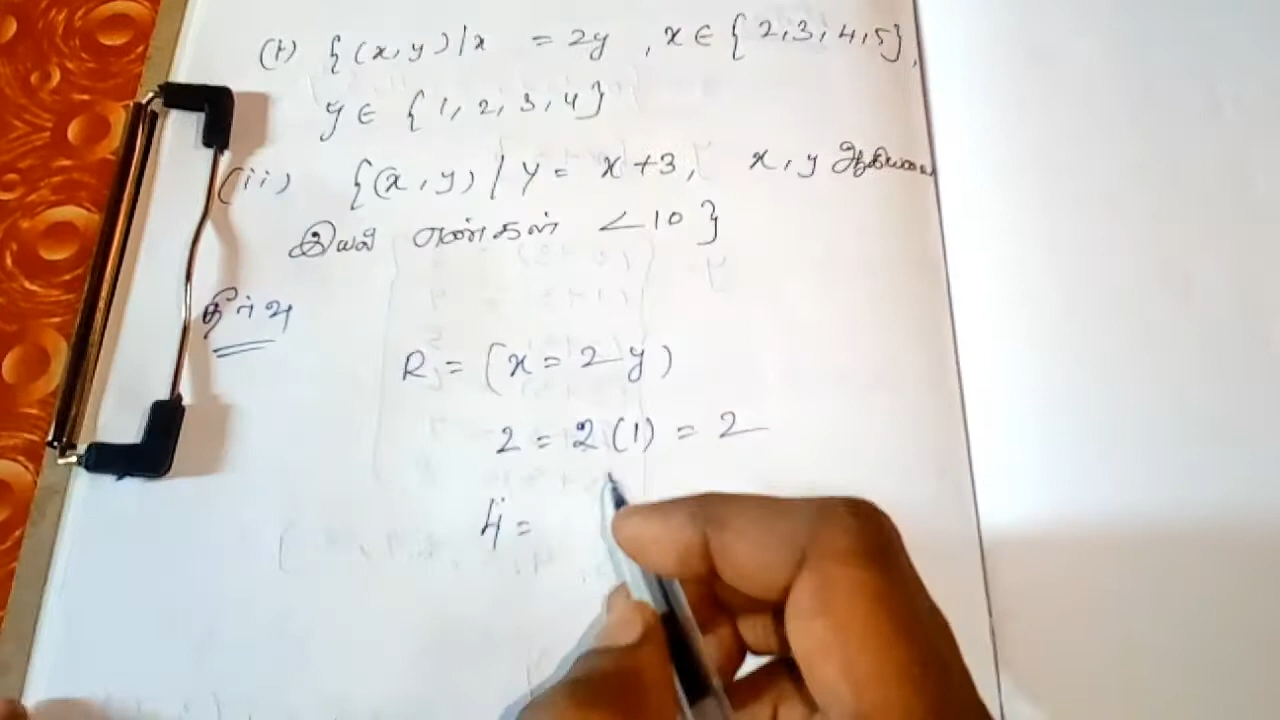 (i) {(x,y)/x = 2y , x ∈ {2,3,4,5},
y ∈ {1,2,3,4}
(ii) {(x,y)/y = x+3, x,y ஆகியவை
இயல் எண்கள் <10}
தீர்வு
R = (x = 2y)
2 = 2(1) = 2
4 =